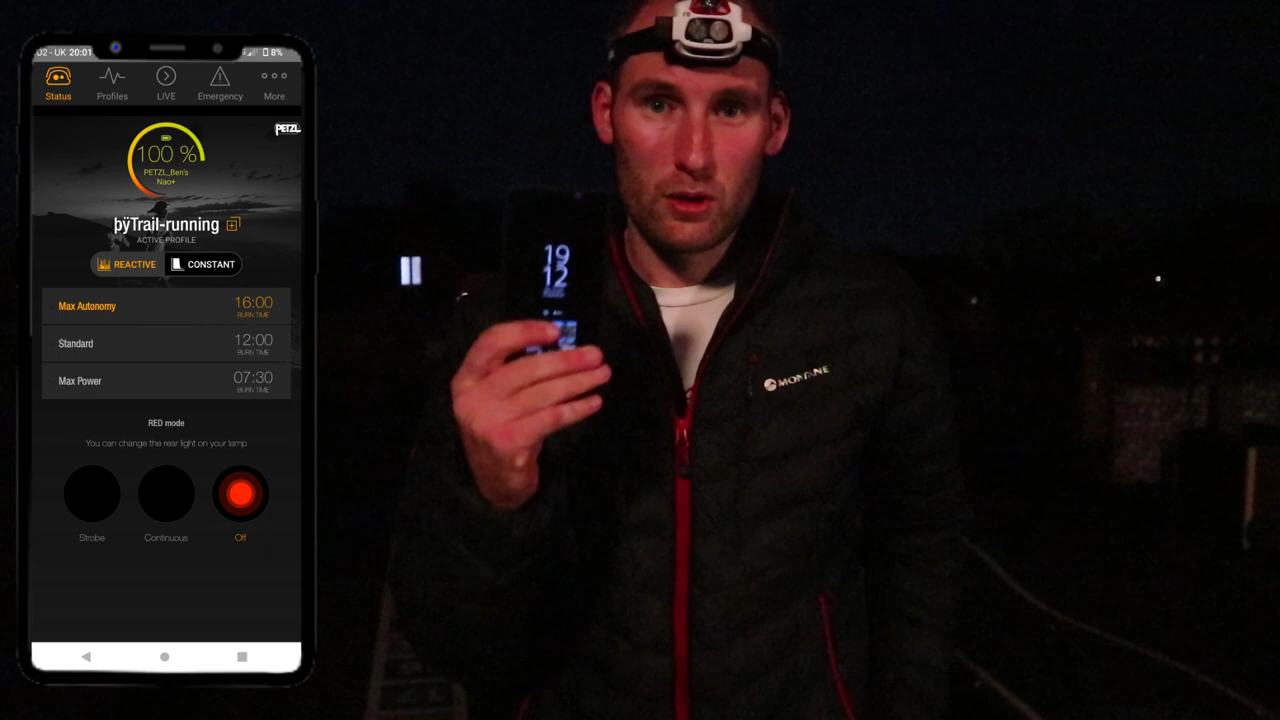 O2 - UK 20:01
8%
Status
Profiles
LIVE
Emergency
More
PETZL
100 %
PETZL_Ben's
Nao+
þÿTrail-running
ACTIVE PROFILE
REACTIVE
CONSTANT
Max Autonomy
16:00
BURN TIME
Standard
12:00
BURN TIME
Max Power
07:30
BURN TIME
RED mode
You can change the rear light on your lamp
Strobe
Continuous
Off
19
12
MONTANE